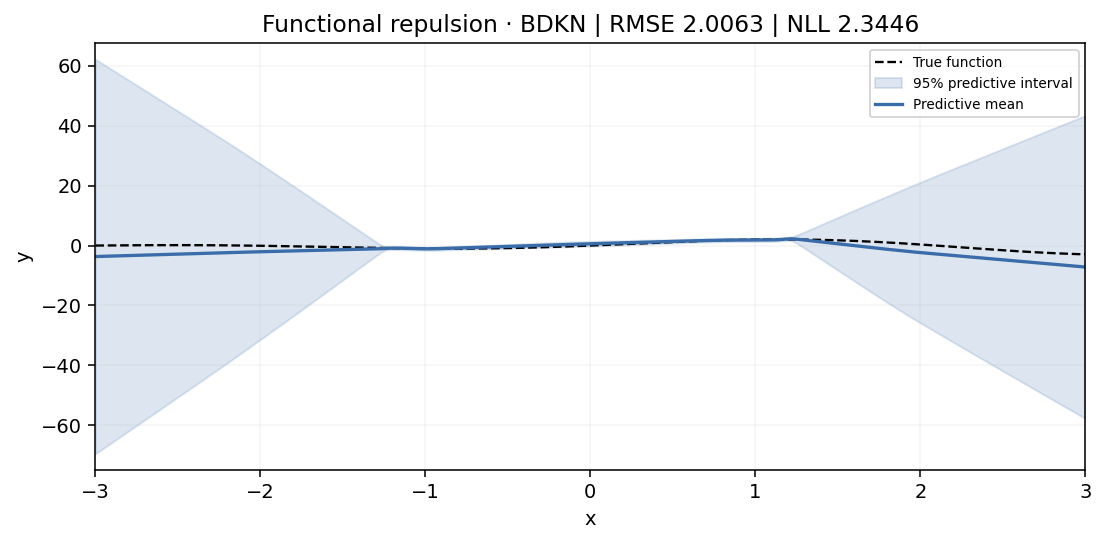 Functional repulsion · BDKN | RMSE 2.0063 | NLL 2.3446
True function
95% predictive interval
Predictive mean
60
40
20
0
−20
−40
−60
y
−3
−2
−1
0
1
2
3
x